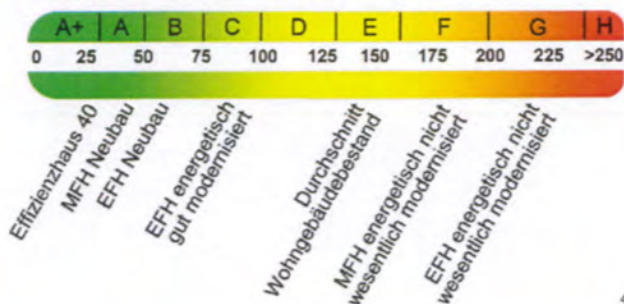 A+ A B C D E F G H
0 25 50 75 100 125 150 175 200 225 >250
Effizienzhaus 40
MFH Neubau
EFH Neubau
EFH energetisch
gut modernisiert
Durchschnitt
Wohngebäudebestand
MFH energetisch nicht
wesentlich modernisiert
EFH energetisch nicht
wesentlich modernisiert